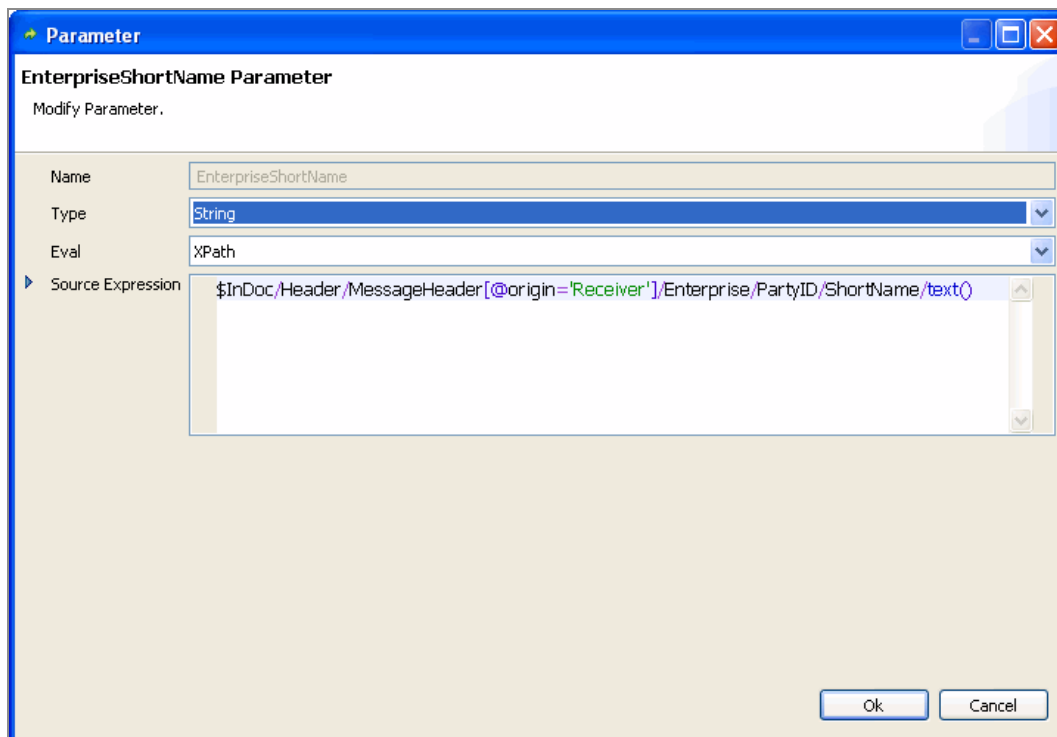 Parameter
EnterpriseShortName Parameter
Modify Parameter.
Name EnterpriseShortName
Type String
Eval XPath
Source Expression $InDoc/Header/MessageHeader[@origin='Receiver']/Enterprise/PartyID/ShortName/text()
Ok Cancel